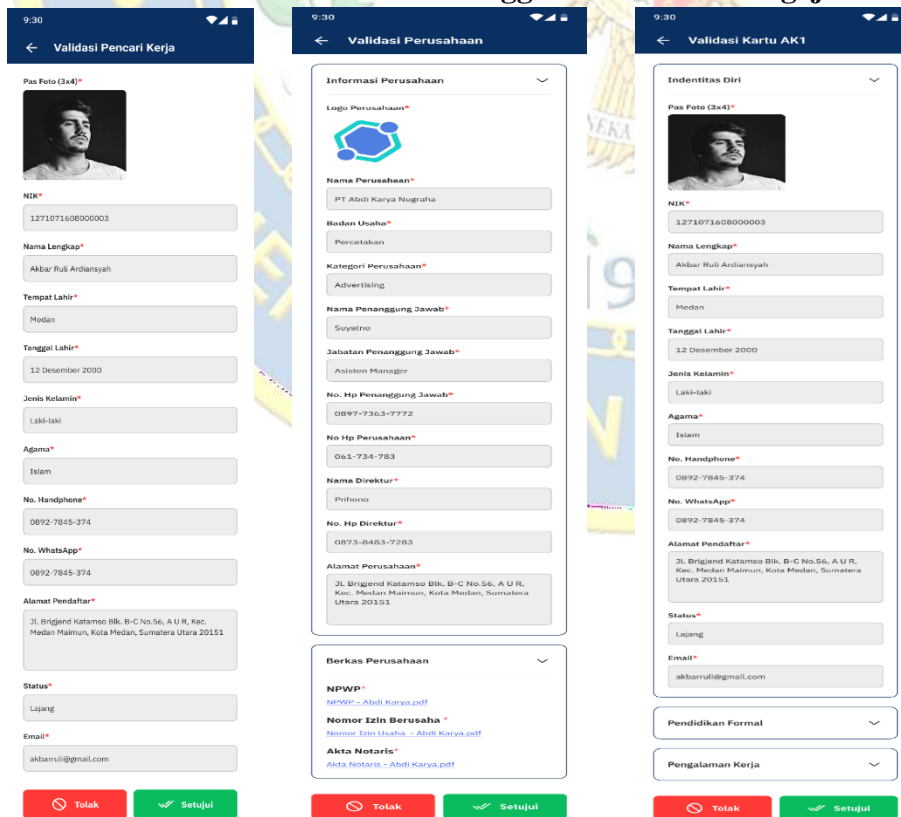 9:30
Validasi Pencari Kerja
Pas Foto (3x4)*
NIK*
1271071608000003
Nama Lengkap*
Akbar Ruli Ardiansyah
Tempat Lahir*
Medan
Tanggal Lahir*
12 Desember 2000
Jenis Kelamin*
Laki-laki
Agama*
Islam
No. Handphone*
0892-7845-374
No. WhatsApp*
0892-7845-374
Alamat Pendaftar*
Jl. Brigjend Katamso Blk. B-C No.56, A U R, Kec.
Medan Maimun, Kota Medan, Sumatera Utara 20151
Status*
Lajang
Email*
akbarruli@gmail.com
Tolak
Setujui
9:30
Validasi Perusahaan
Informasi Perusahaan
Logo Perusahaan*
Nama Perusahaan*
PT Abdi Karya Nugraha
Badan Usaha*
Percetakan
Kategori Perusahaan*
Advertising
Nama Penanggung Jawab*
Suyatno
Jabatan Penanggung Jawab*
Asisten Manager
No. Hp Penanggung Jawab*
0897-7363-7772
No Hp Perusahaan*
061-734-783
Nama Direktur*
Prihono
No. Hp Direktur*
0873-8483-7283
Alamat Perusahaan*
Jl. Brigjend Katamso Blk. B-C No.56, A U R,
Kec. Medan Maimun, Kota Medan, Sumatera
Utara 20151
Berkas Perusahaan
NPWP*
NPWP - Abdi Karya.pdf
Nomor Izin Berusaha *
Nomor Izin Usaha - Abdi Karya.pdf
Akta Notaris*
Akta Notaris - Abdi Karya.pdf
Tolak
Setujui
9:30
Validasi Kartu AK1
Indentitas Diri
Pas Foto (3x4)*
NIK*
1271071608000003
Nama Lengkap*
Akbar Ruli Ardiansyah
Tempat Lahir*
Medan
Tanggal Lahir*
12 Desember 2000
Jenis Kelamin*
Laki-laki
Agama*
Islam
No. Handphone*
0892-7845-374
No. WhatsApp*
0892-7845-374
Alamat Pendaftar*
Jl. Brigjend Katamso Blk. B-C No.56, A U R,
Kec. Medan Maimun, Kota Medan, Sumatera
Utara 20151
Status*
Lajang
Email*
akbarruli@gmail.com
Pendidikan Formal
Pengalaman Kerja
Tolak
Setujui